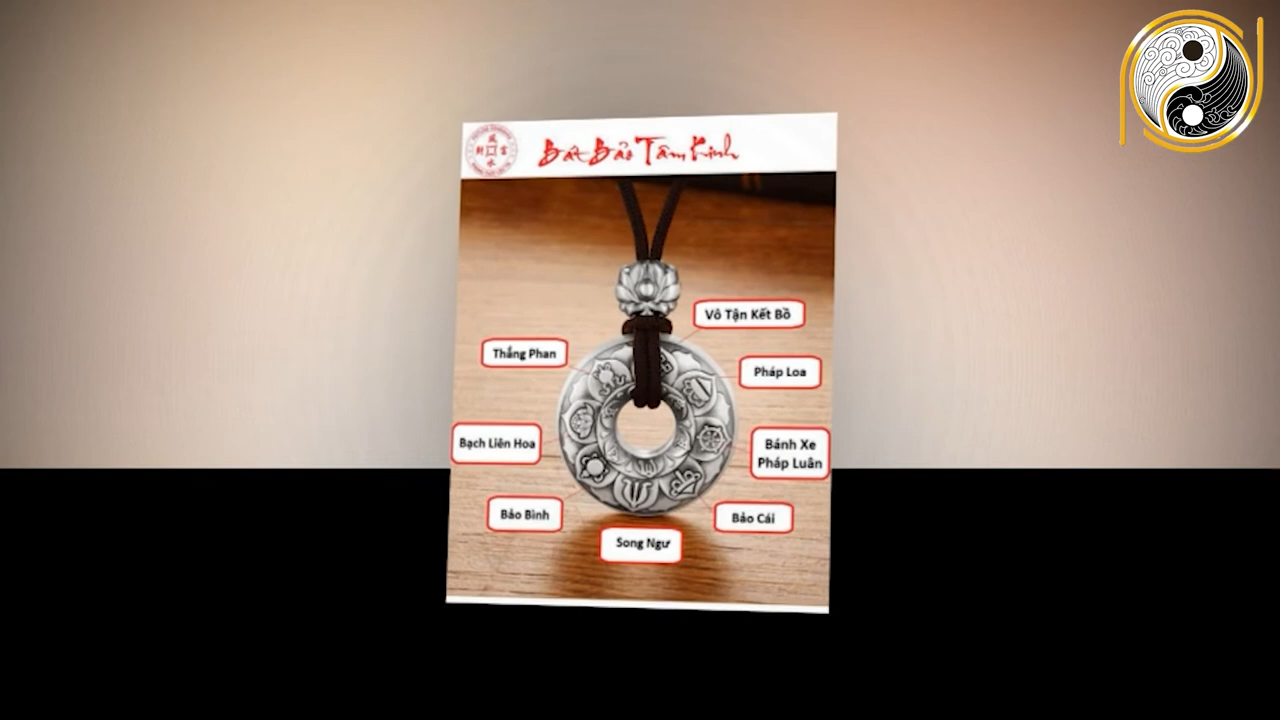 Bát Bảo Tâm Kinh
Vô Tận Kết Bồ
Thắng Phan
Pháp Loa
Bạch Liên Hoa
Bánh Xe
Pháp Luân
Bảo Bình
Bảo Cái
Song Ngư